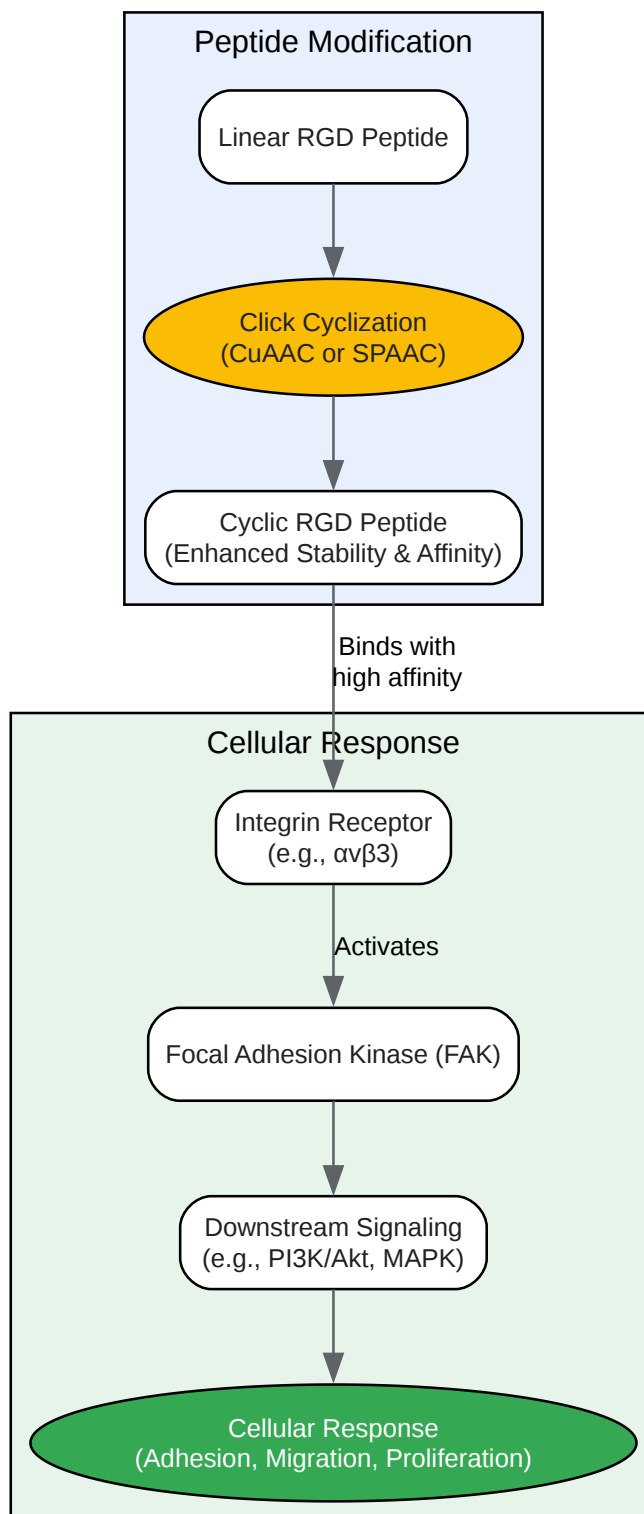 Peptide Modification
Linear RGD Peptide
Click Cyclization
(CuAAC or SPAAC)
Cyclic RGD Peptide
(Enhanced Stability & Affinity)
Binds with
high affinity
Cellular Response
Integrin Receptor
(e.g., αvβ3)
Activates
Focal Adhesion Kinase (FAK)
Downstream Signaling
(e.g., PI3K/Akt, MAPK)
Cellular Response
(Adhesion, Migration, Proliferation)